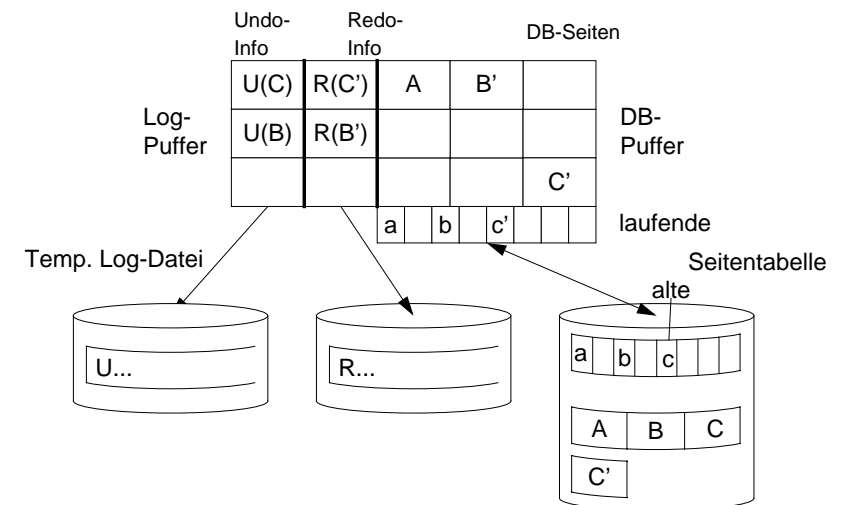 Undo-
Info
Redo-
Info
DB-Seiten
U(C) R(C’) A B’
Log-
Puffer
U(B) R(B’)
DB-
Puffer
C’
a b c’
laufende
Temp. Log-Datei
Seitentabelle
alte
a b c
U...
R...
A B C
C’